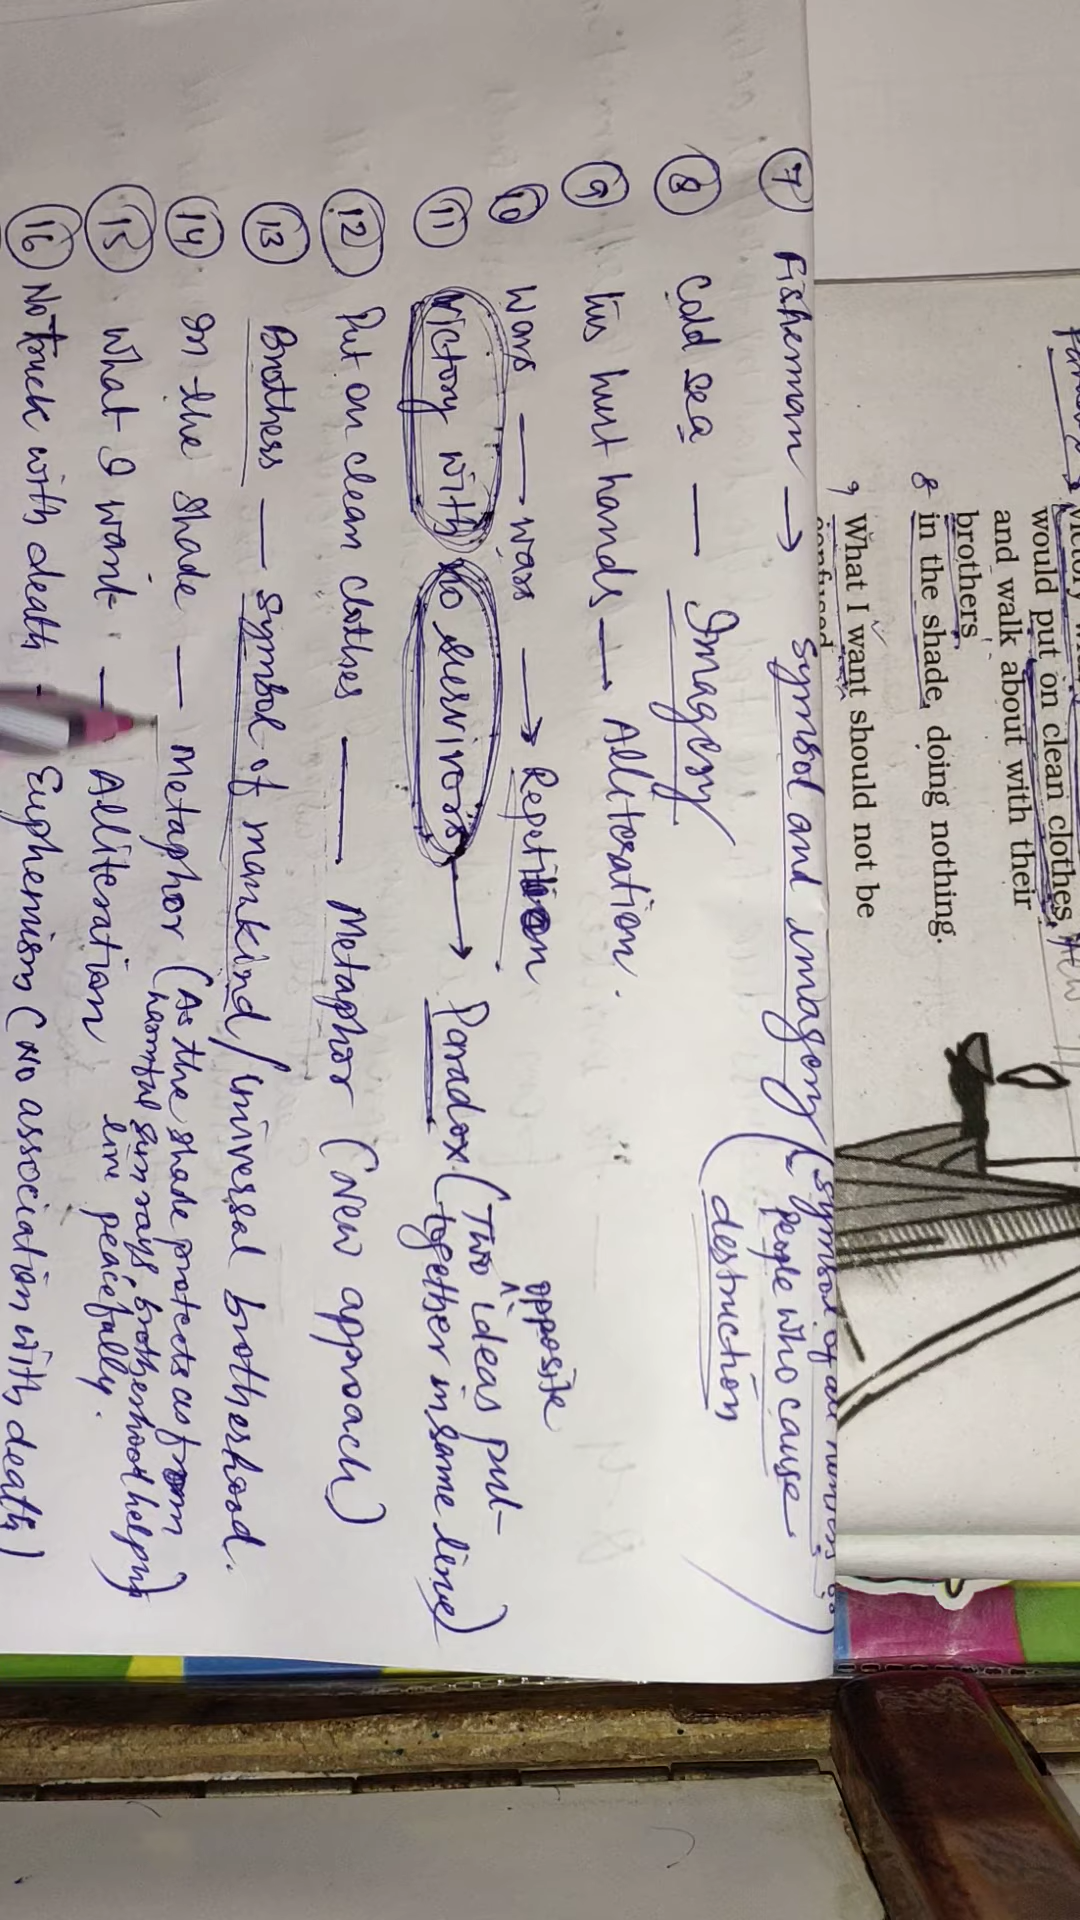 victory
would put on clean clothes
and walk about with their
brothers
8 in the shade, doing nothing.
9 What I want should not be
confused
7 Fisherman → Symbol and imagery (symbol of all
people who cause
destruction)
8 Cold sea — Imagery
9 his hurt hands → Alliteration.
10 Wars — wars → Repetition
11 Victory with no survivors → Paradox (Two opposite ideas put
together in same line)
12 Put on clean clothes — Metaphor (New approach)
13 Brothers — Symbol of mankind/universal brotherhood.
14 In the shade — Metaphor (As the shade protects us from
harmful sun rays, brotherhood helps
live peacefully.
15 What I want — Alliteration
16 No truck with death - Euphemism (No association with death)